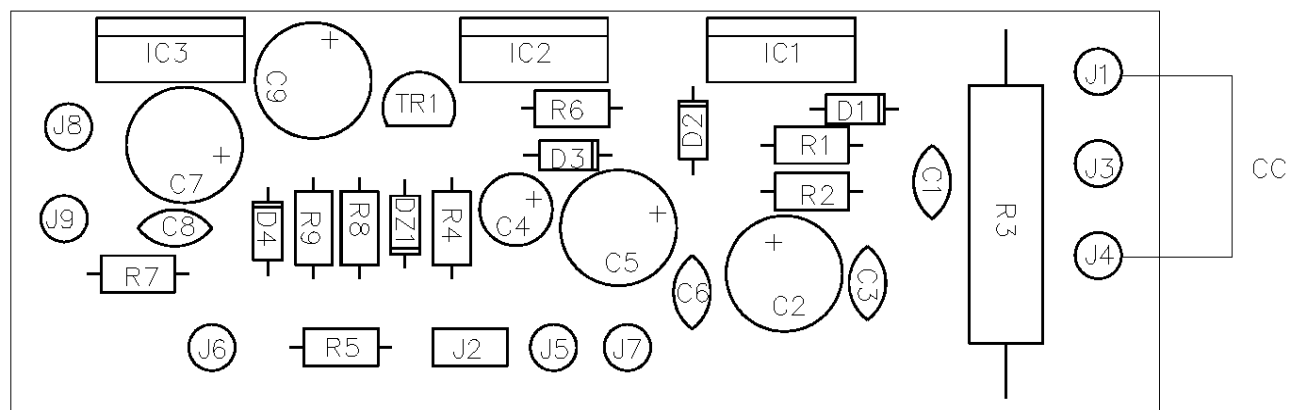 IC3
C9
IC2
IC1
J1
TR1
R6
D2
D1
J8
R1
J3
CC
D3
C7
R2
C1
J9
C8
D4
R9
R8
DZ1
R4
C4
C5
R3
J4
R7
C6
C2
C3
J6
R5
J2
J5
J7